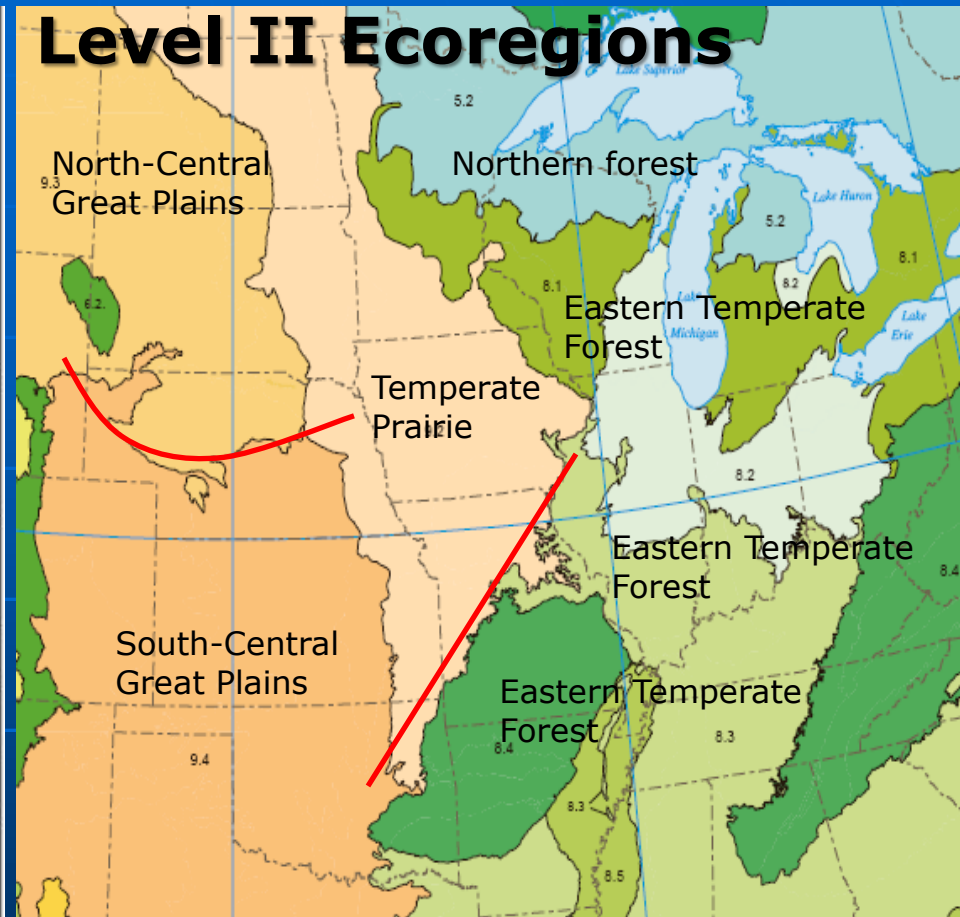 Level II Ecoregions
Lake Superior
5.2
North-Central
Great Plains
9.3
Northern forest
Lake Huron
5.2
8.1
8.2
6.2.
8.1
Eastern Temperate
Forest
Lake
Michigan
Lake
Erie
Temperate
Prairie
9.2
8.2
Eastern Temperate
Forest
8.4
South-Central
Great Plains
Eastern Temperate
Forest
8.4
8.3
9.4
8.3
8.5